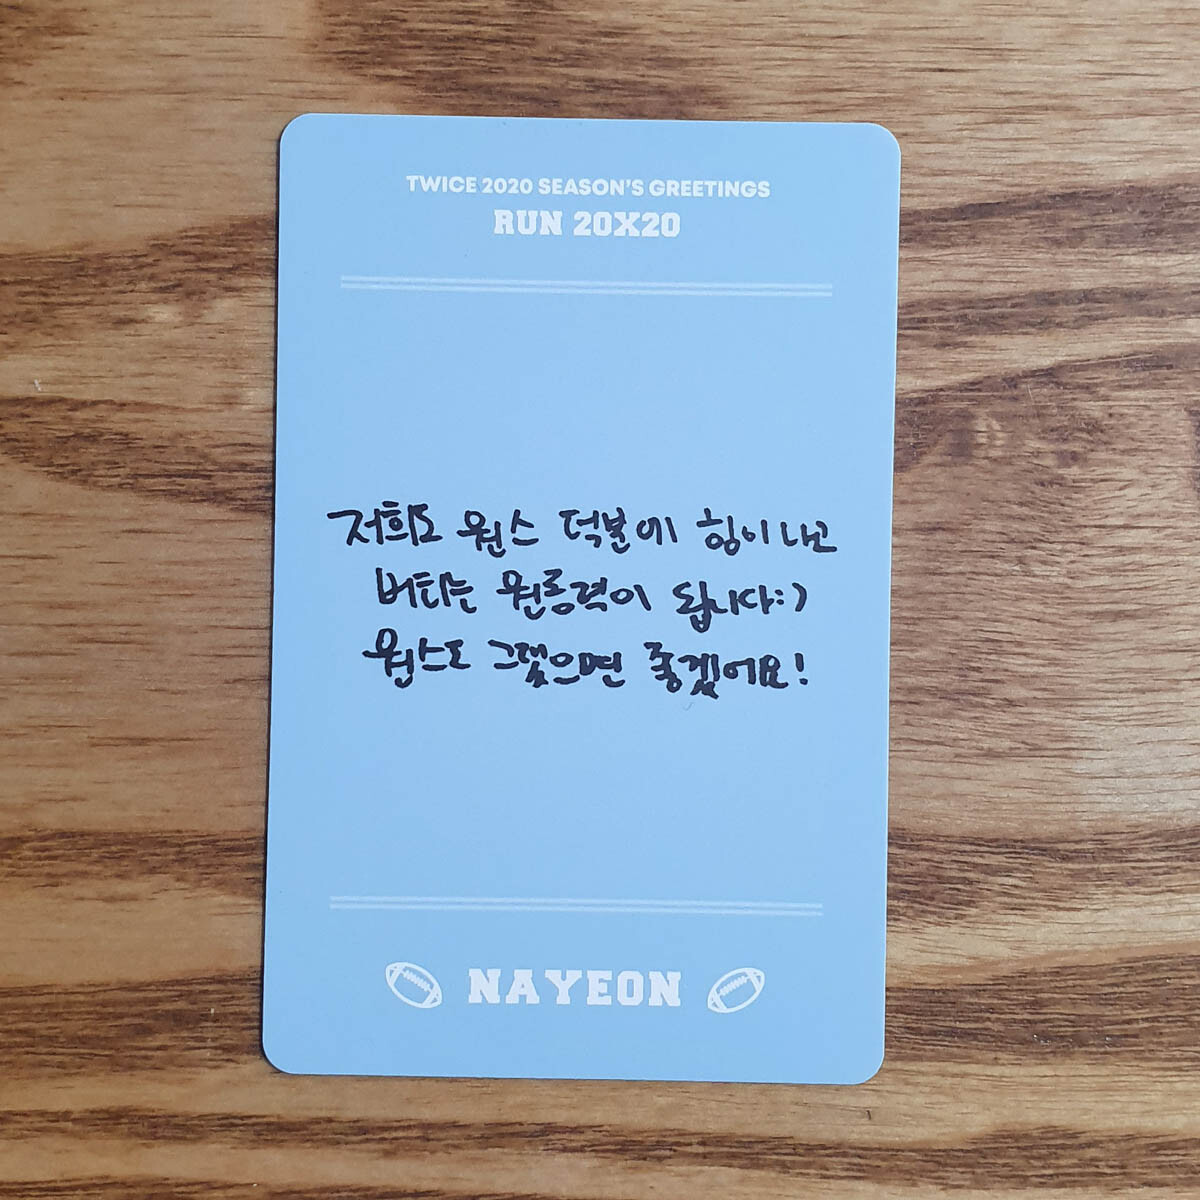 TWICE 2020 SEASON'S GREETINGS
RUN 20X20
저희도 원스 덕분에 힘이 나고
버티는 원동력이 됩니다:)
원스도 그랬으면 좋겠어요!
NAYEON